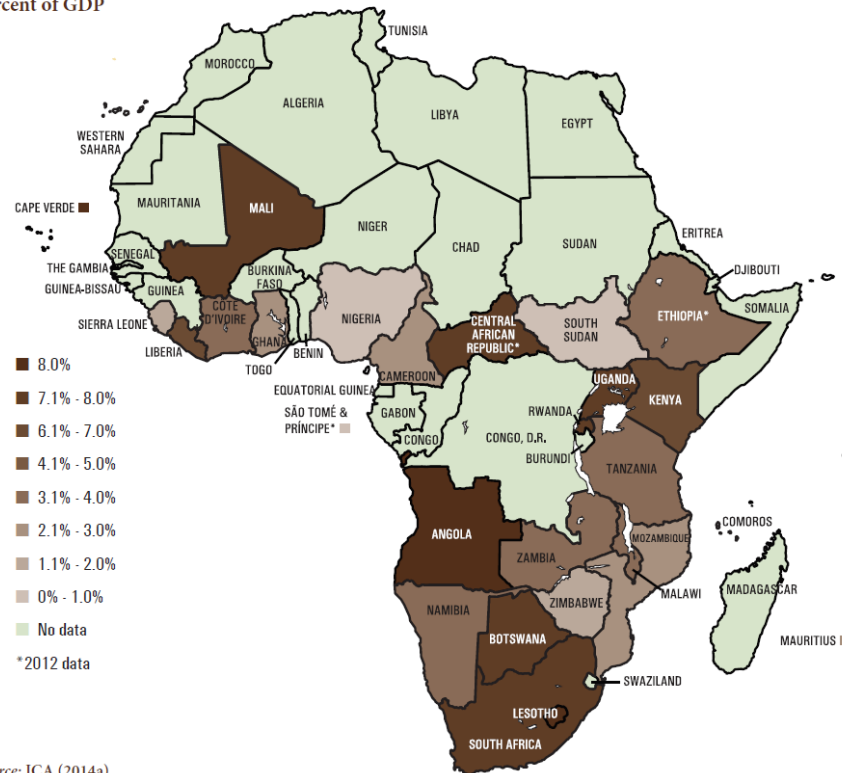 rcent of GDP
TUNISIA
MOROCCO
ALGERIA
LIBYA
EGYPT
WESTERN
SAHARA
MAURITANIA
MALI
NIGER
CAPE VERDE
CHAD
SUDAN
ERITREA
SENEGAL
THE GAMBIA
BURKINA
FASO
DJIBOUTI
GUINEA-BISSAU
GUINEA
CÔTE
D'IVOIRE
NIGERIA
CENTRAL
AFRICAN
REPUBLIC*
SOUTH
SUDAN
ETHIOPIA*
SOMALIA
SIERRA LEONE
GHANA
LIBERIA
BENIN
TOGO
CAMEROON
EQUATORIAL GUINEA
UGANDA
KENYA
SÃO TOMÉ &
PRÍNCIPE*
GABON
CONGO
CONGO, D.R.
RWANDA
BURUNDI
TANZANIA
8.0%
7.1% - 8.0%
6.1% - 7.0%
4.1% - 5.0%
3.1% - 4.0%
2.1% - 3.0%
1.1% - 2.0%
0% - 1.0%
No data
*2012 data
ANGOLA
ZAMBIA
MOZAMBIQUE
COMOROS
MALAWI
MADAGASCAR
NAMIBIA
ZIMBABWE
MAURITIUS
BOTSWANA
SWAZILAND
LESOTHO
SOUTH AFRICA
rce: ICA (2014a)